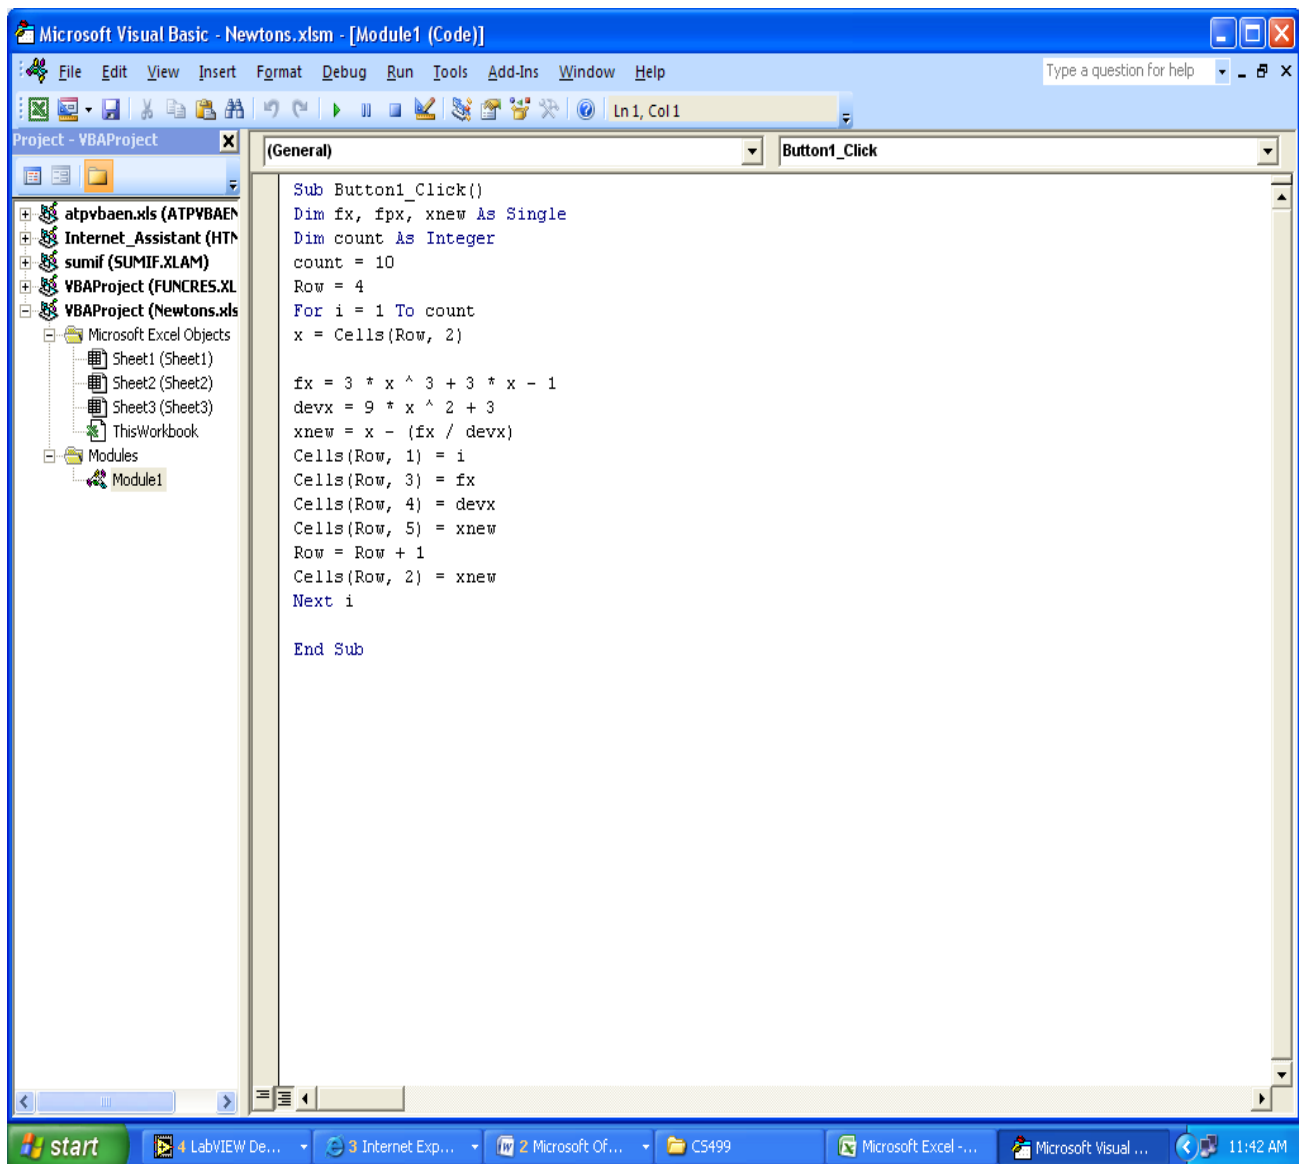 Microsoft Visual Basic - Newtons.xlsm - [Module1 (Code)]
File Edit View Insert Format Debug Run Tools Add-Ins Window Help
Type a question for help
Ln 1, Col 1
Project - VBAProject
(General)
Button1_Click
atpvbaen.xls (ATPVBAEN
Internet_Assistant (HTM
sumif (SUMIF.XLAM)
VBAProject (FUNCRES.XL
VBAProject (Newtons.xls
Microsoft Excel Objects
Sheet1 (Sheet1)
Sheet2 (Sheet2)
Sheet3 (Sheet3)
ThisWorkbook
Modules
Module1
Sub Button1_Click()
Dim fx, fpx, xnew As Single
Dim count As Integer
count = 10
Row = 4
For i = 1 To count
x = Cells(Row, 2)
fx = 3 * x ^ 3 + 3 * x - 1
devx = 9 * x ^ 2 + 3
xnew = x - (fx / devx)
Cells(Row, 1) = i
Cells(Row, 3) = fx
Cells(Row, 4) = devx
Cells(Row, 5) = xnew
Row = Row + 1
Cells(Row, 2) = xnew
Next i
End Sub
start
4 LabVIEW De...
3 Internet Exp...
2 Microsoft Of...
CS499
Microsoft Excel -...
Microsoft Visual ...
11:42 AM